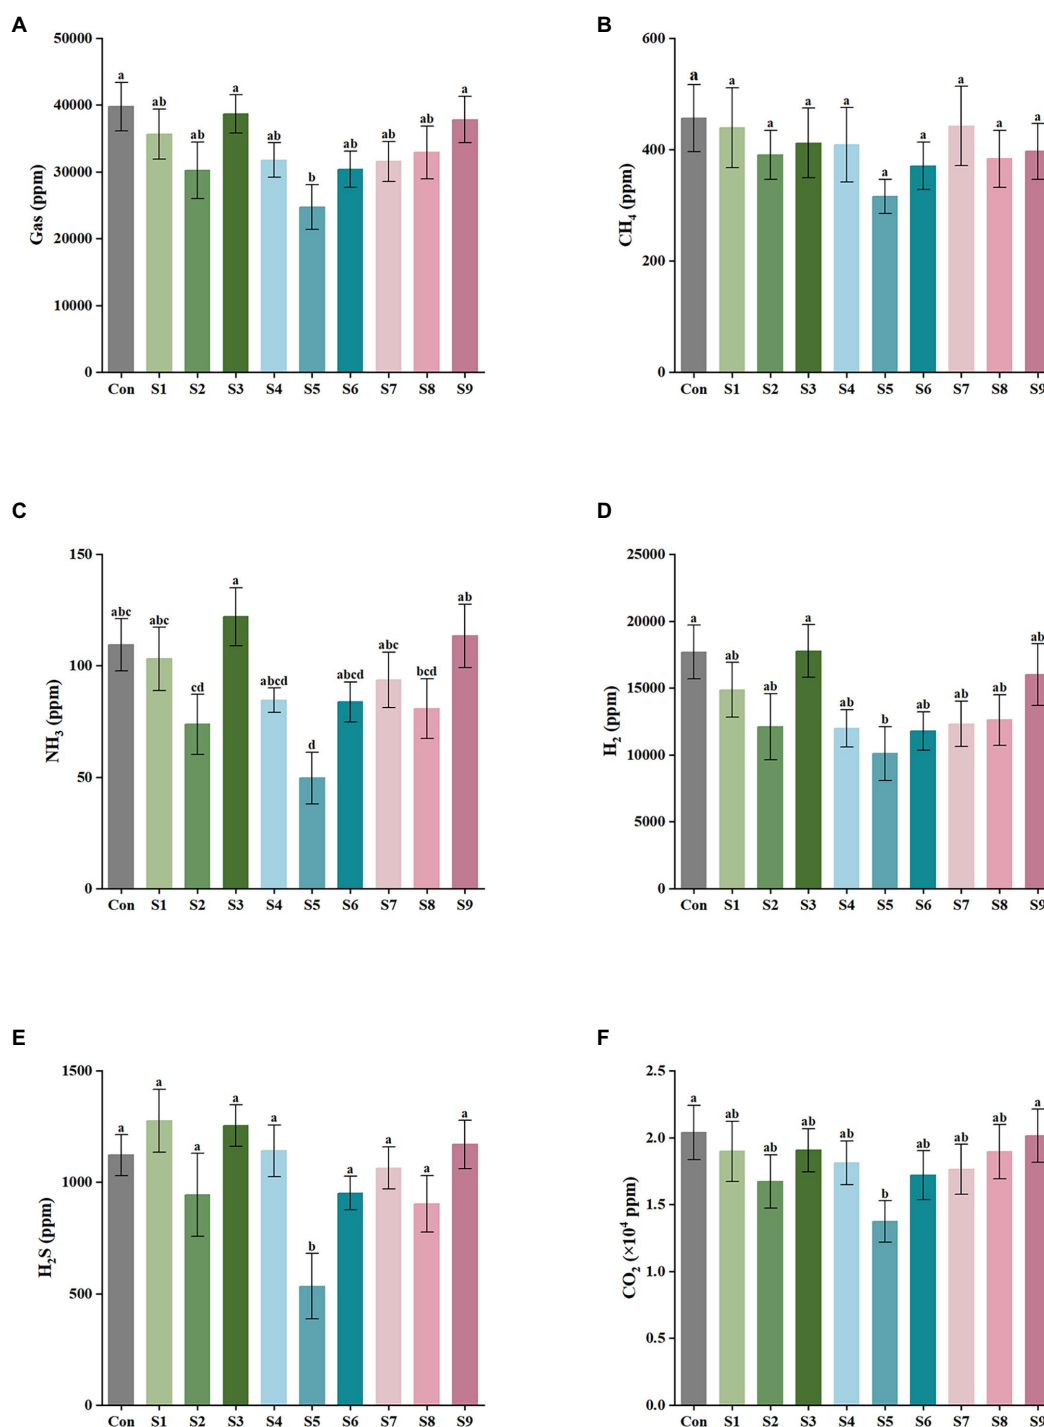 A
50000
40000
30000
20000
10000
0
Gas (ppm)
a ab ab a ab b ab ab ab a
Con S1 S2 S3 S4 S5 S6 S7 S8 S9
B
600
400
200
0
CH4 (ppm)
a a a a a a a a a a
Con S1 S2 S3 S4 S5 S6 S7 S8 S9
C
150
100
50
0
NH3 (ppm)
abc abc cd a abcd d abcd abc bcd ab
Con S1 S2 S3 S4 S5 S6 S7 S8 S9
D
25000
20000
15000
10000
5000
0
H2 (ppm)
a ab ab a ab b ab ab ab ab
Con S1 S2 S3 S4 S5 S6 S7 S8 S9
E
1500
1000
500
0
H2S (ppm)
a a a a a b a a a a
Con S1 S2 S3 S4 S5 S6 S7 S8 S9
F
2.5
2.0
1.5
1.0
0.5
0.0
CO2 (×10⁴ ppm)
a ab ab ab ab b ab ab ab a
Con S1 S2 S3 S4 S5 S6 S7 S8 S9